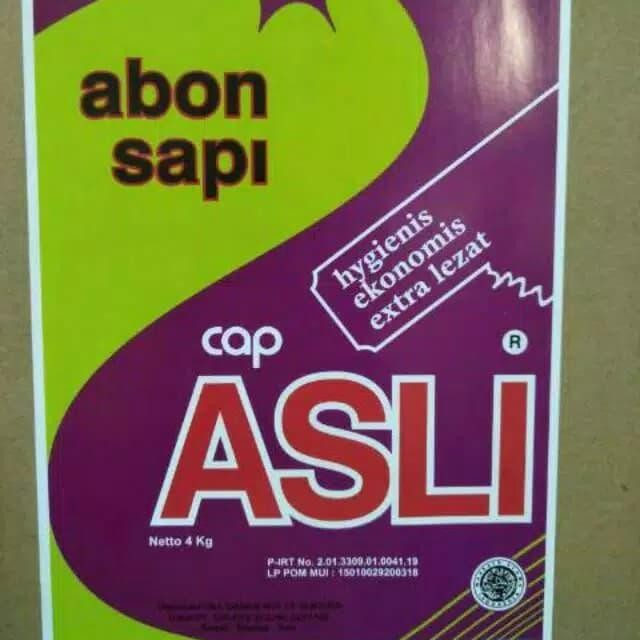 abon
sapi
hygienis
ekonomis
extra lezat
cap
®
ASLI
Netto 4 Kg
P-IRT No. 2.01.3309.01.0041.19
LP POM MUI : 15010029200318